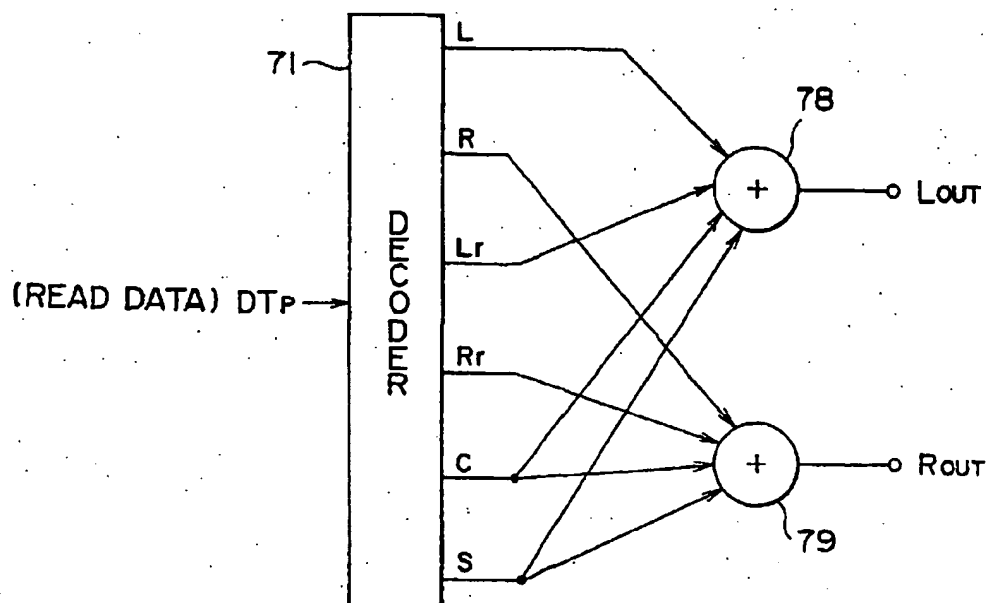 L
71
78
R
+
LOUT
DECODER
Lr
(READ DATA) DTP
Rr
C
+
ROUT
79
S